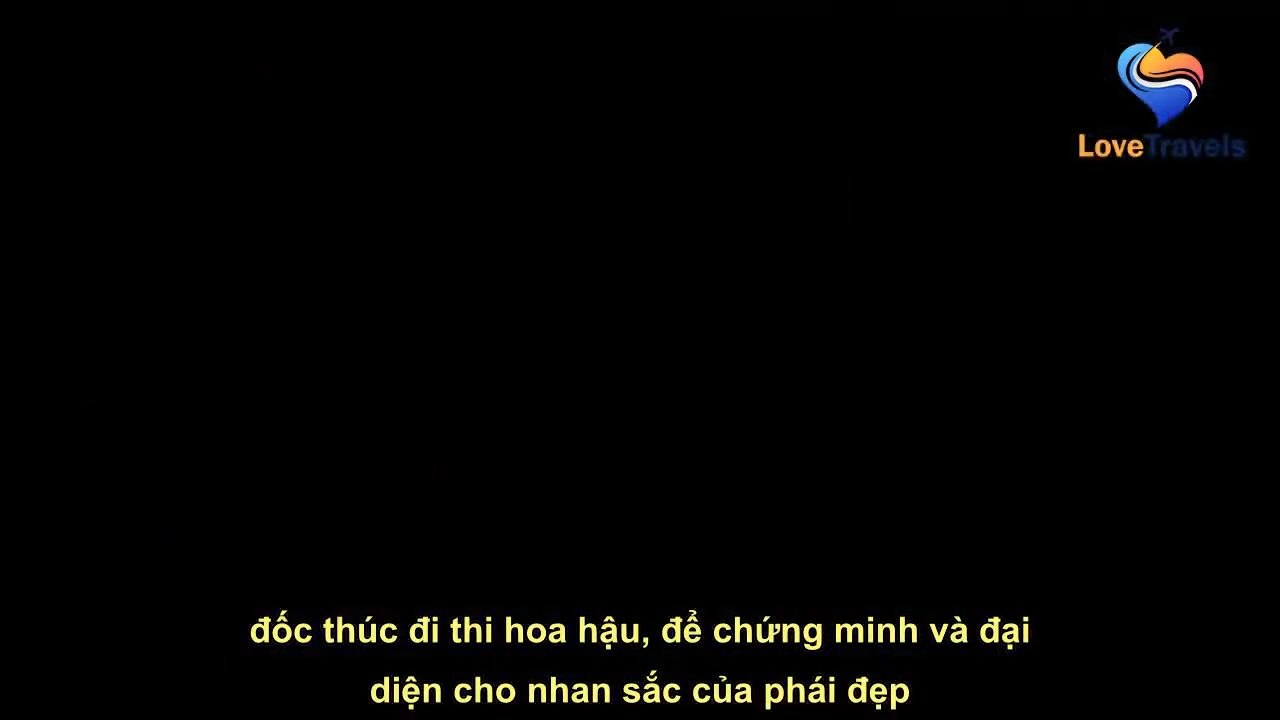 LoveTravels
đốc thúc đi thi hoa hậu, để chứng minh và đại
diện cho nhan sắc của phái đẹp